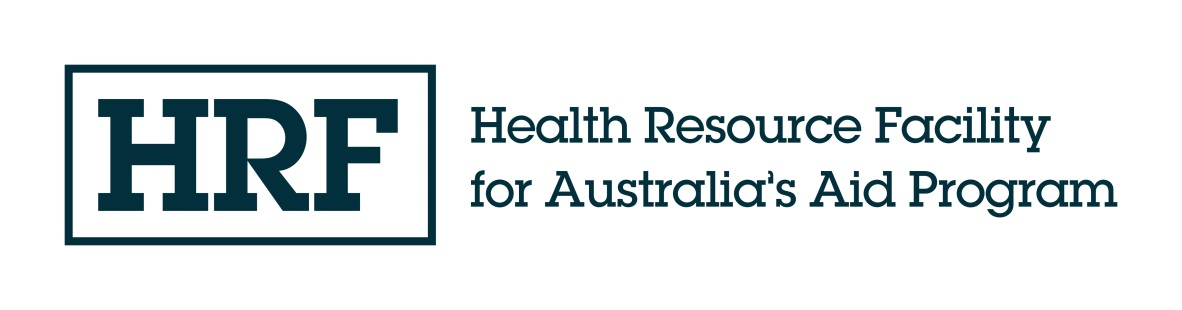 HRF
Health Resource Facility
for Australia's Aid Program